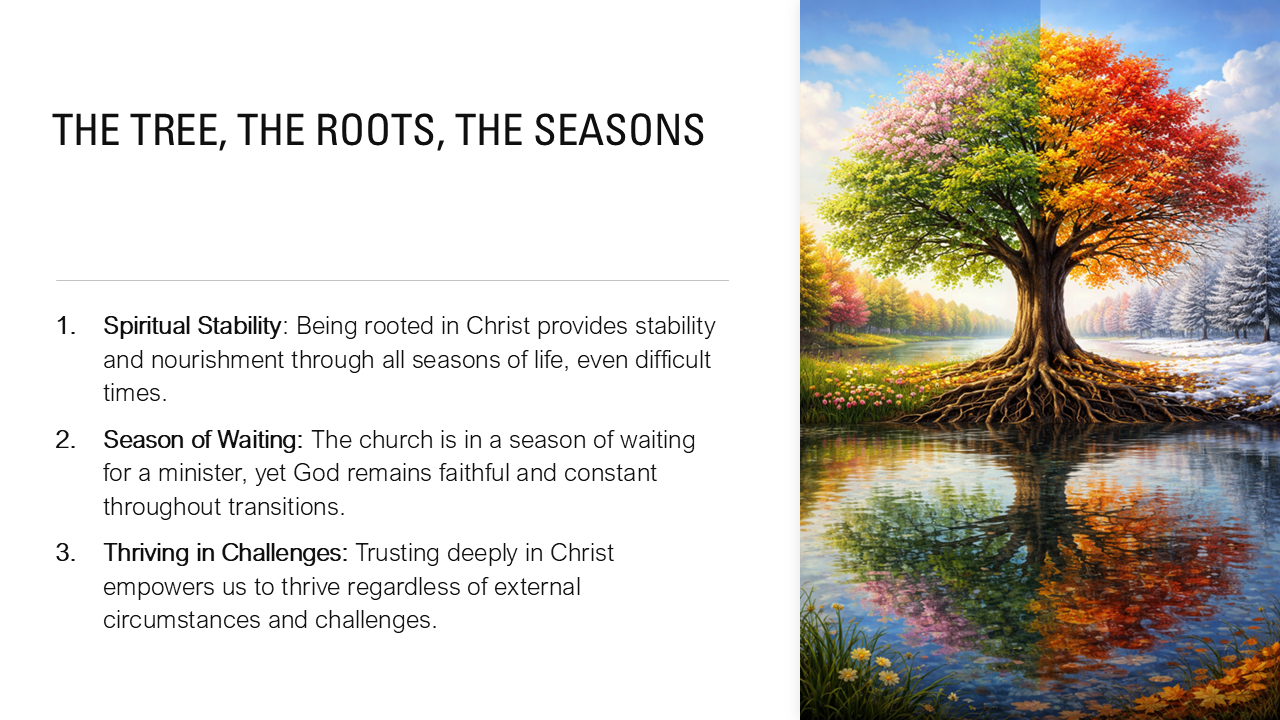 THE TREE, THE ROOTS, THE SEASONS
1. Spiritual Stability: Being rooted in Christ provides stability
and nourishment through all seasons of life, even difficult
times.
2. Season of Waiting: The church is in a season of waiting
for a minister, yet God remains faithful and constant
throughout transitions.
3. Thriving in Challenges: Trusting deeply in Christ
empowers us to thrive regardless of external
circumstances and challenges.